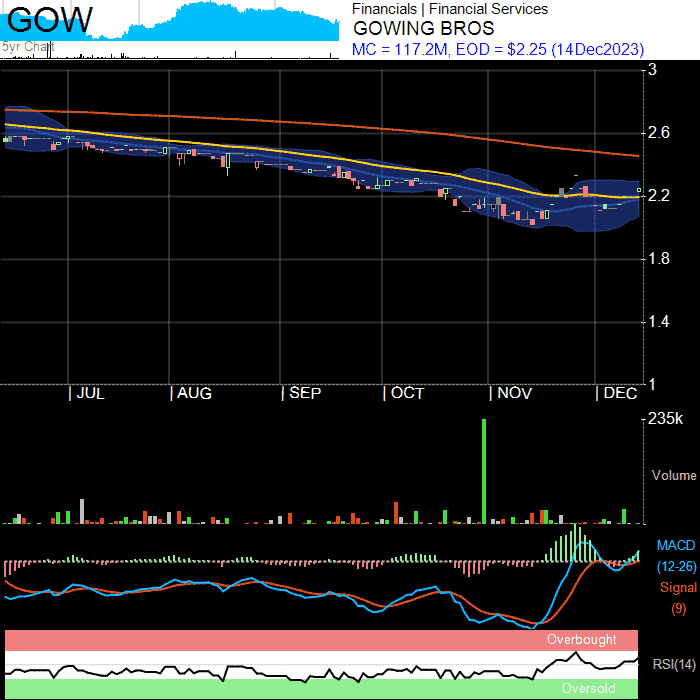 GOW
5yr Chart
Financials | Financial Services
GOWING BROS
MC = 117.2M, EOD = $2.25 (14Dec2023)
3
2.6
2.2
1.8
1.4
1
JUL
AUG
SEP
OCT
NOV
DEC
235k
Volume
MACD
(12-26)
Signal
(9)
Overbought
RSI(14)
Oversold